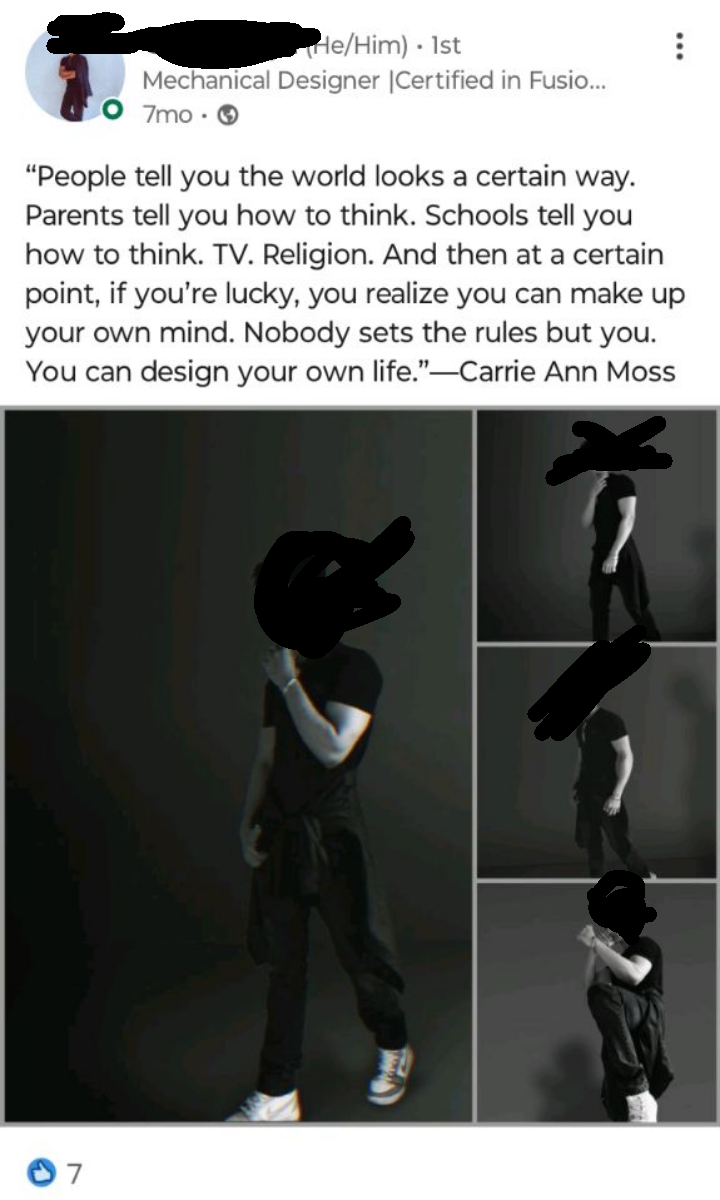 (He/Him) • 1st
Mechanical Designer |Certified in Fusio...
7mo •
“People tell you the world looks a certain way.
Parents tell you how to think. Schools tell you
how to think. TV. Religion. And then at a certain
point, if you’re lucky, you realize you can make up
your own mind. Nobody sets the rules but you.
You can design your own life.”—Carrie Ann Moss
7